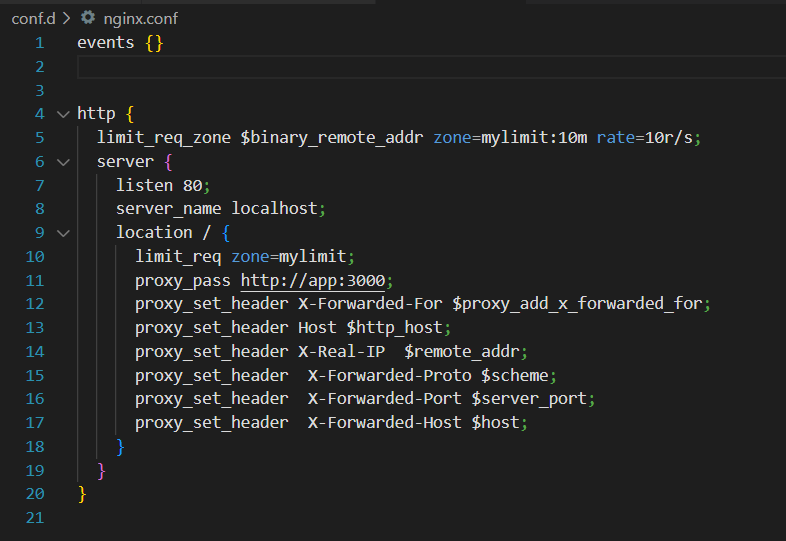 conf.d > nginx.conf
1 events {}
2
3
4 http {
5 limit_req_zone $binary_remote_addr zone=mylimit:10m rate=10r/s;
6 server {
7 listen 80;
8 server_name localhost;
9 location / {
10 limit_req zone=mylimit;
11 proxy_pass http://app:3000;
12 proxy_set_header X-Forwarded-For $proxy_add_x_forwarded_for;
13 proxy_set_header Host $http_host;
14 proxy_set_header X-Real-IP  $remote_addr;
15 proxy_set_header  X-Forwarded-Proto $scheme;
16 proxy_set_header  X-Forwarded-Port $server_port;
17 proxy_set_header  X-Forwarded-Host $host;
18 }
19 }
20 }
21